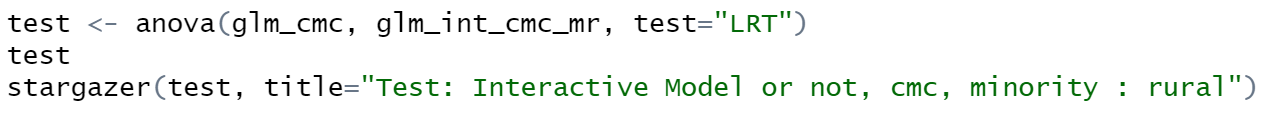 test <- anova(glm_cmc, glm_int_cmc_mr, test="LRT")
test
stargazer(test, title="Test: Interactive Model or not, cmc, minority : rural")